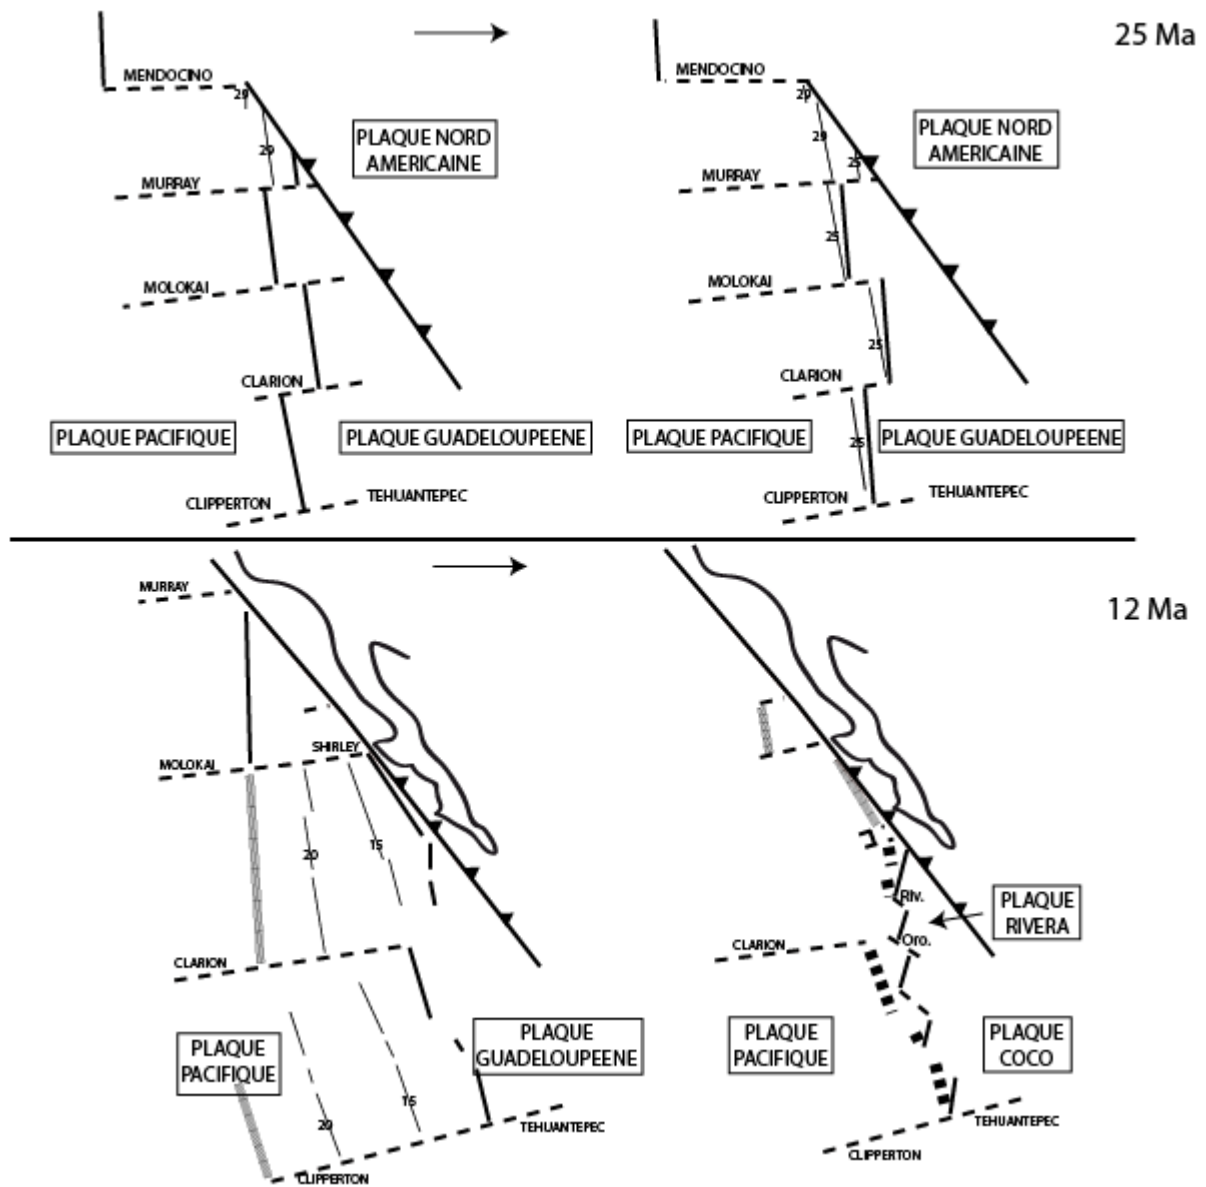 25 Ma
MENDOCINO
29
29
PLAQUE NORD
AMERICAINE
MURRAY
MOLOKAI
CLARION
PLAQUE PACIFIQUE
PLAQUE GUADELOUPEENE
CLIPPERTON
TEHUANTEPEC
MENDOCINO
29
29
PLAQUE NORD
AMERICAINE
25
MURRAY
25
MOLOKAI
25
CLARION
PLAQUE PACIFIQUE
25
PLAQUE GUADELOUPEENE
CLIPPERTON
TEHUANTEPEC
12 Ma
MURRAY
SHIRLEY
MOLOKAI
20
15
CLARION
PLAQUE
PACIFIQUE
PLAQUE
GUADELOUPEENE
20
15
TEHUANTEPEC
CLIPPERTON
Riv.
PLAQUE
RIVERA
Oro.
CLARION
PLAQUE
PACIFIQUE
PLAQUE
COCO
TEHUANTEPEC
CLIPPERTON